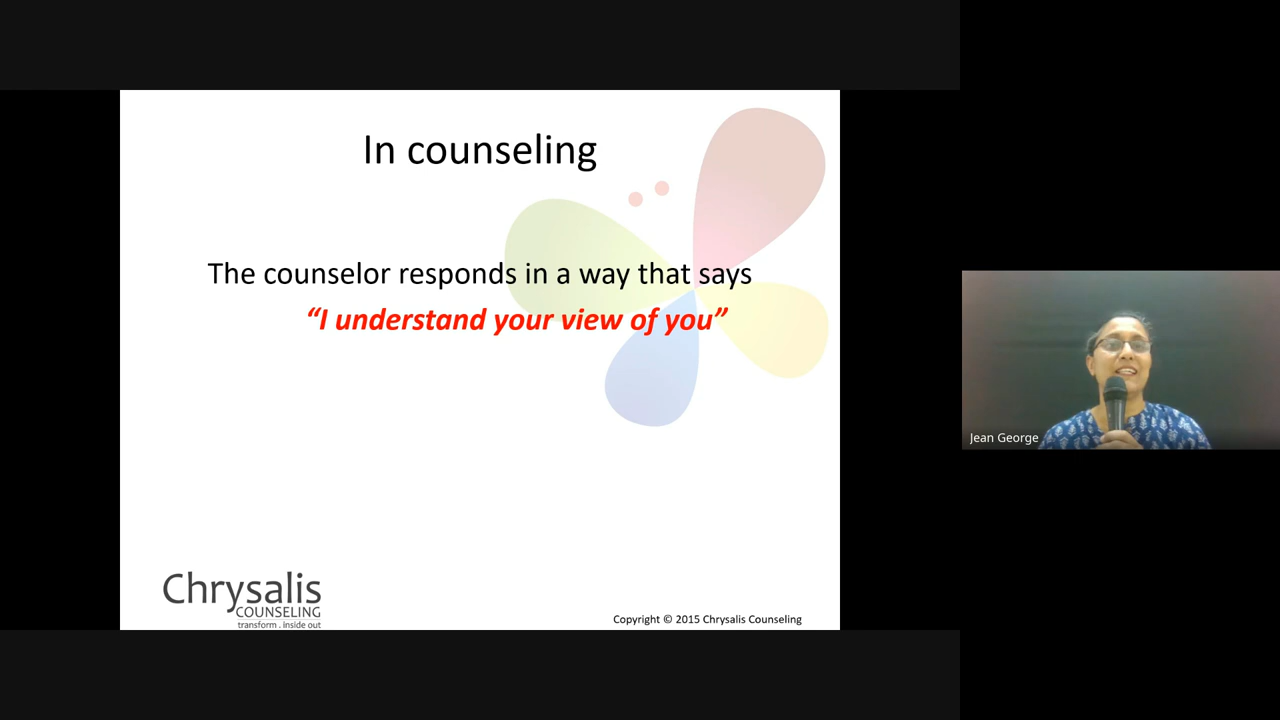 In counseling
The counselor responds in a way that says
“I understand your view of you”
Jean George
Chrysalis
COUNSELING
transform . inside out
Copyright © 2015 Chrysalis Counseling